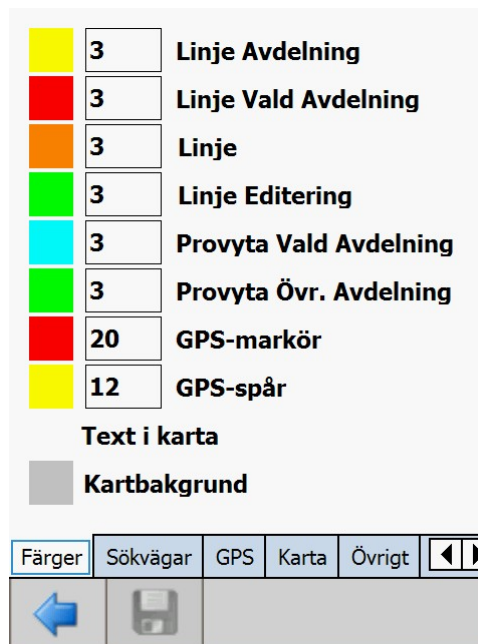 3 Linje Avdelning
3 Linje Vald Avdelning
3 Linje
3 Linje Editering
3 Provyta Vald Avdelning
3 Provyta Övr. Avdelning
20 GPS-markör
12 GPS-spår
Text i karta
Kartbakgrund
Färger Sökvägar GPS Karta Övrigt